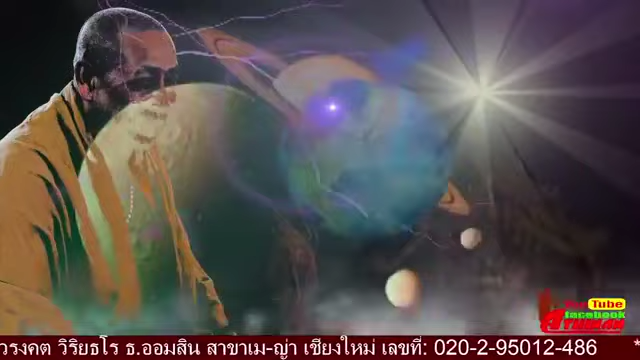 You Tube
facebook
วรงคต วิริยธโร ธ.ออมสิน สาขาเม-ญ่า เชียงใหม่ เลขที่: 020-2-95012-486 *